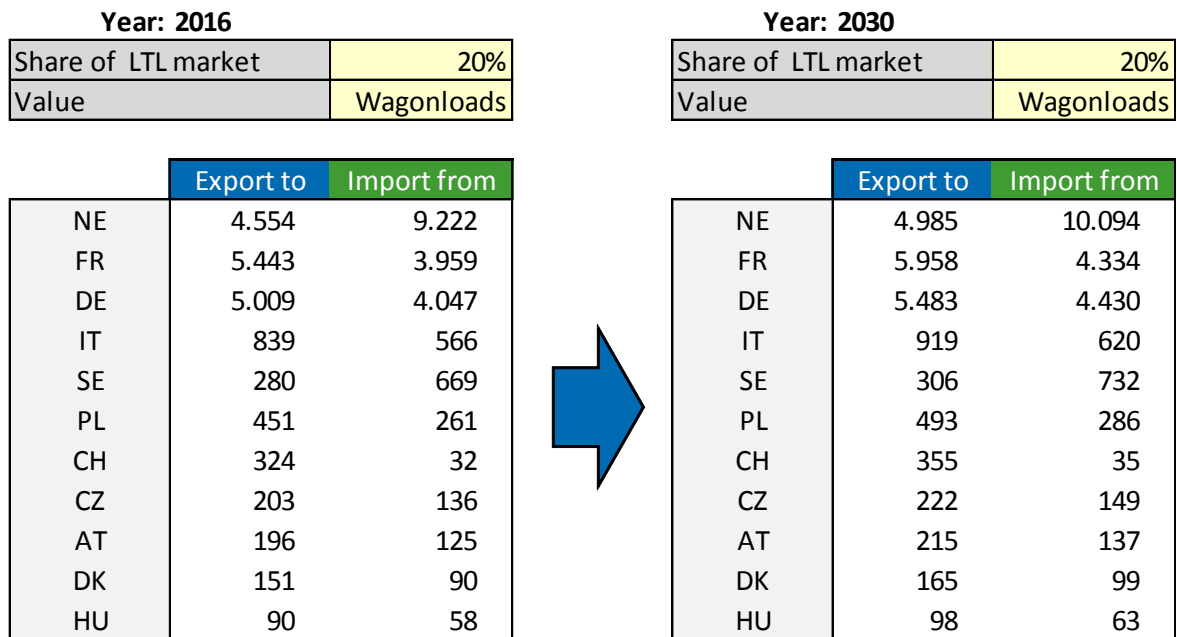 Year: 2016
Share of LTL market 20%
Value Wagonloads
Export to Import from
NE 4.554 9.222
FR 5.443 3.959
DE 5.009 4.047
IT 839 566
SE 280 669
PL 451 261
CH 324 32
CZ 203 136
AT 196 125
DK 151 90
HU 90 58
Year: 2030
Share of LTL market 20%
Value Wagonloads
Export to Import from
NE 4.985 10.094
FR 5.958 4.334
DE 5.483 4.430
IT 919 620
SE 306 732
PL 493 286
CH 355 35
CZ 222 149
AT 215 137
DK 165 99
HU 98 63